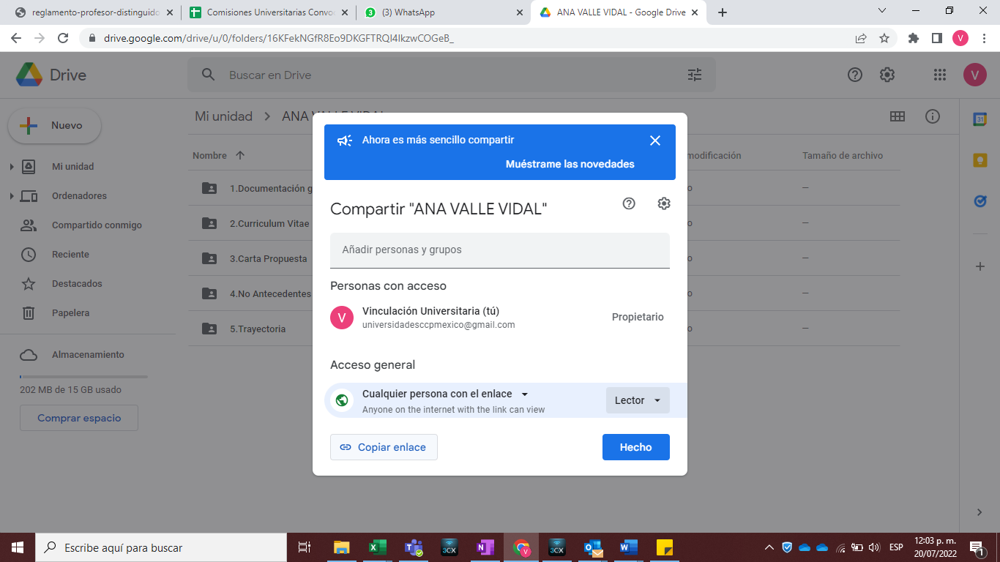 reglamento-profesor-distinguido
Comisiones Universitarias Convoc
(3) WhatsApp
ANA VALLE VIDAL - Google Drive
drive.google.com/drive/u/0/folders/16KFekNGfR8Eo9DKGFTRQI4IkzwCOGeB_
V
Drive
Buscar en Drive
V
Nuevo
Mi unidad
Ordenadores
Compartido conmigo
Reciente
Destacados
Papelera
Almacenamiento
202 MB de 15 GB usado
Comprar espacio
Mi unidad
ANA VALLE VIDAL
Nombre
modificación
Tamaño de archivo
1.Documentación g
2.Curriculum Vitae
3.Carta Propuesta
4.No Antecedentes
5.Trayectoria
31
Ahora es más sencillo compartir
Muéstrame las novedades
Compartir "ANA VALLE VIDAL"
Añadir personas y grupos
Personas con acceso
V
Vinculación Universitaria (tú)
universidadesccpmexico@gmail.com
Propietario
Acceso general
Cualquier persona con el enlace
Anyone on the internet with the link can view
Lector
Copiar enlace
Hecho
Escribe aquí para buscar
3CX
3CX
ESP
12:03 p. m.
20/07/2022
1